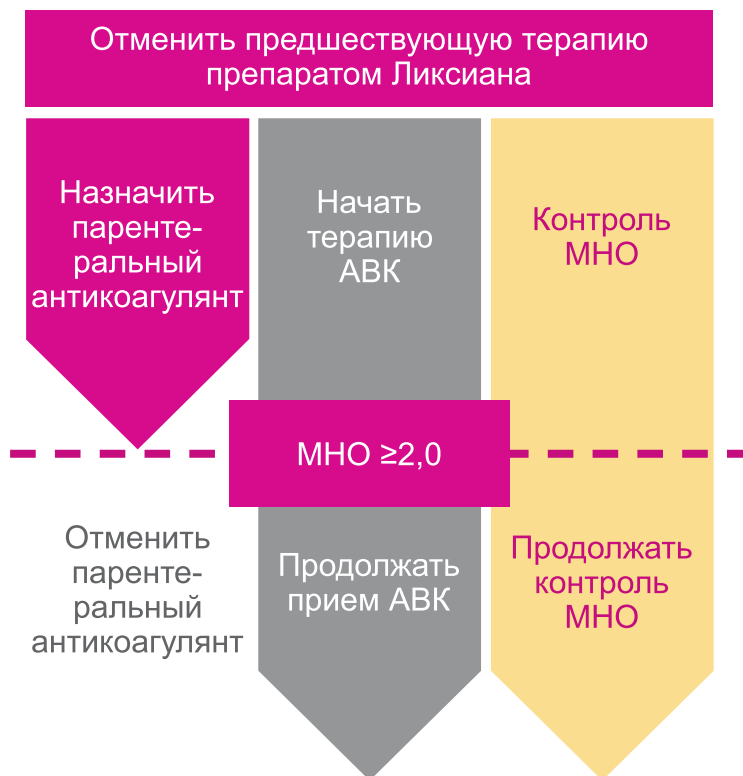 Отменить предшествующую терапию
препаратом Ликсиана
Назначить
паренте-
ральный
антикоагулянт
Начать
терапию
АВК
Контроль
МНО
МНО ≥2,0
Отменить
паренте-
ральный
антикоагулянт
Продолжать
прием АВК
Продолжать
контроль
МНО